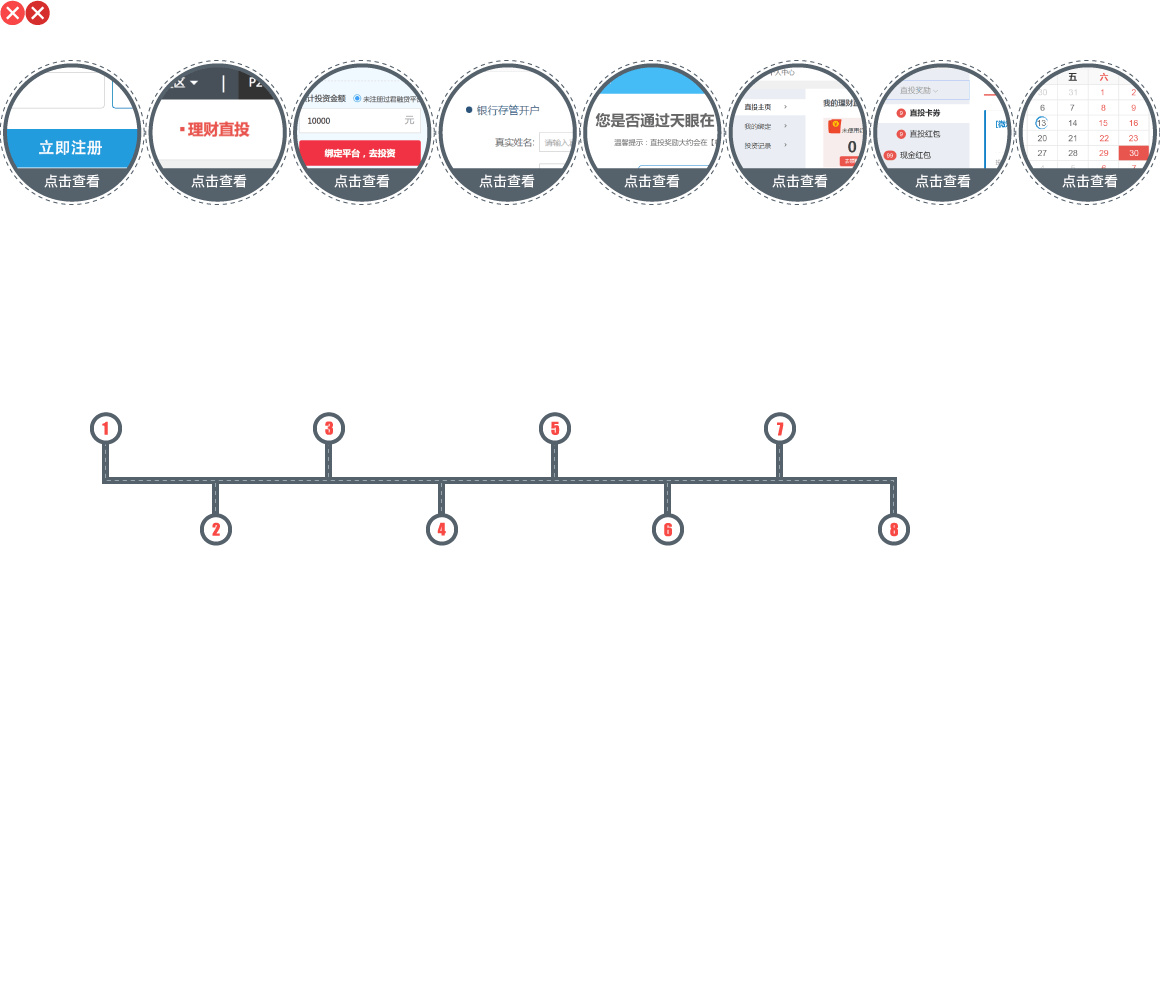 立即注册
点击查看
P2
▪理财直投
点击查看
计投资金额 未注册过君融贷平
10000 元
绑定平台，去投资
点击查看
银行存管开户
真实姓名: 请输入
点击查看
您是否通过天眼在
温馨提示：直投奖励大约会在【
点击查看
个人中心
直投主页 >
我的绑定 >
投资记录 >
我的理财
未使用
0
点击查看
直投奖励
直投卡券
直投红包
99 现金红包
点击查看
五 六
30 31 1 2
6 7 8 9
13 14 15 16
20 21 22 23
27 28 29 30
点击查看
1 3 5 7
2 4 6 8